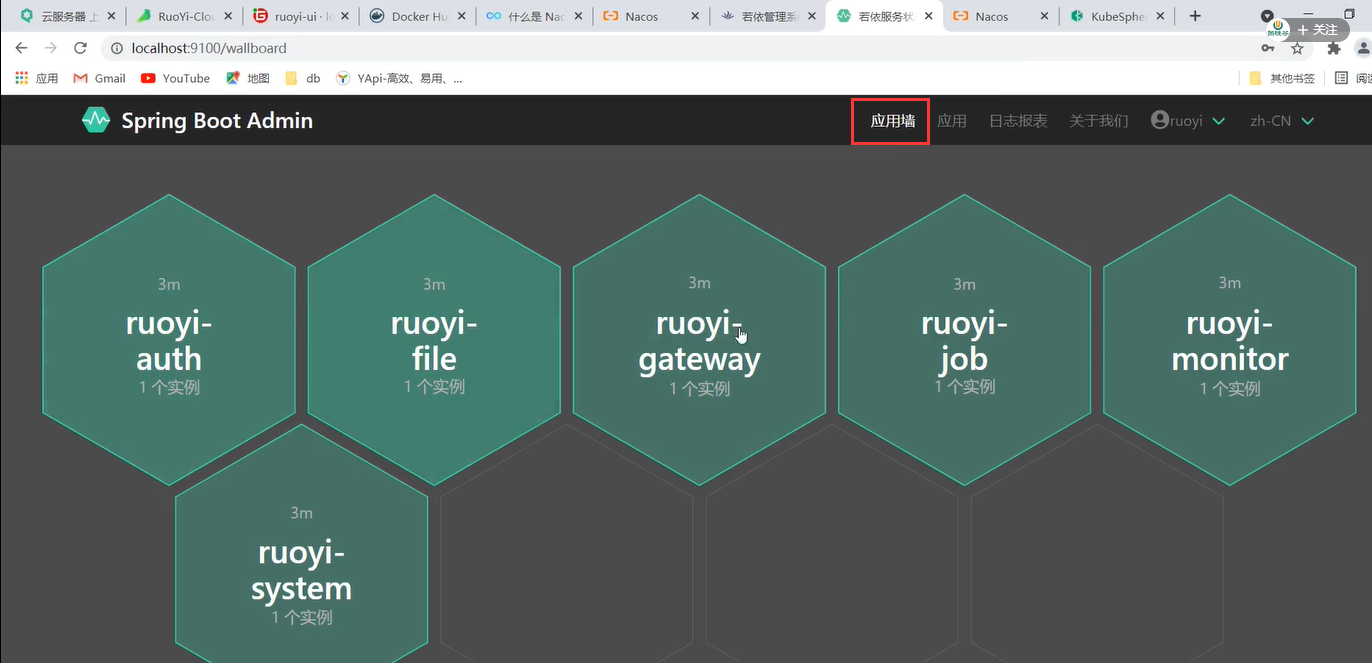 云服务器 上
RuoYi-Clou
ruoyi-ui · le
Docker Hu
什么是 Nac
Nacos
若依管理系
若依服务状
Nacos
KubeSphe
+ 关注
localhost:9100/wallboard
应用
Gmail
YouTube
地图
db
YApi-高效、易用、...
其他书签
阅
Spring Boot Admin
应用墙
应用
日志报表
关于我们
ruoyi
zh-CN
3m
ruoyi-
auth
1 个实例
3m
ruoyi-
file
1 个实例
3m
ruoyi-
gateway
1 个实例
3m
ruoyi-
job
1 个实例
3m
ruoyi-
monitor
1 个实例
3m
ruoyi-
system
1 个实例